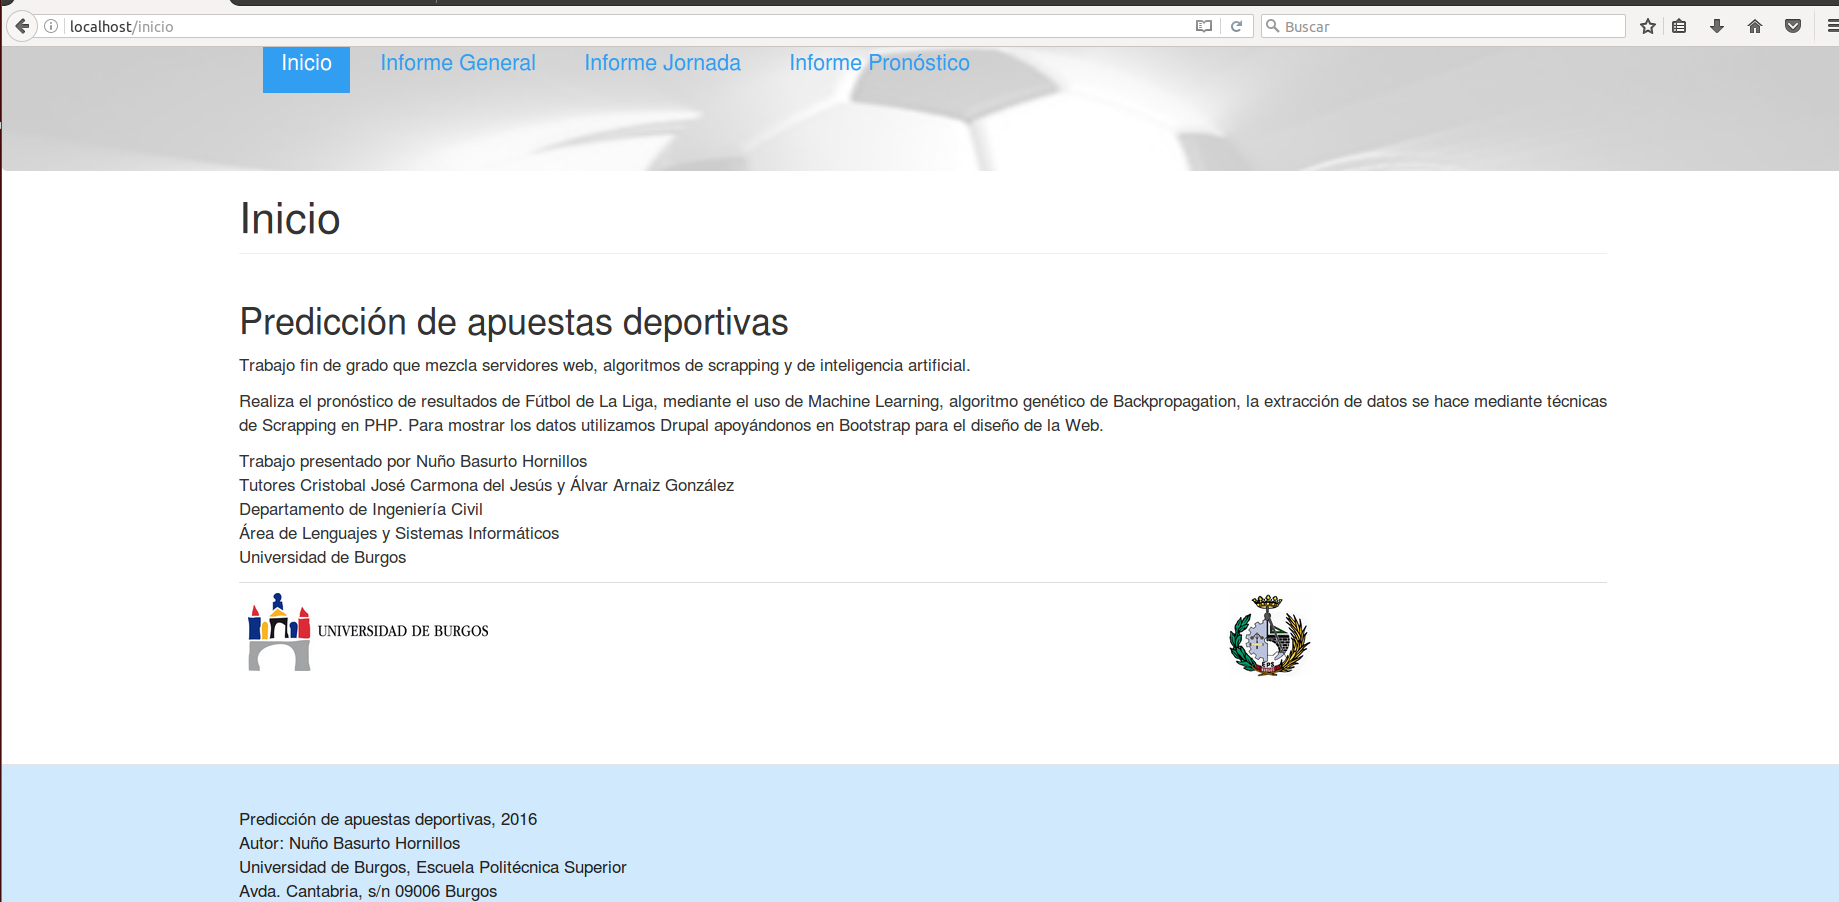 localhost/inicio
Buscar
Inicio Informe General Informe Jornada Informe Pronóstico
Inicio
Predicción de apuestas deportivas
Trabajo fin de grado que mezcla servidores web, algoritmos de scrapping y de inteligencia artificial.
Realiza el pronóstico de resultados de Fútbol de La Liga, mediante el uso de Machine Learning, algoritmo genético de Backpropagation, la extracción de datos se hace mediante técnicas
de Scrapping en PHP. Para mostrar los datos utilizamos Drupal apoyándonos en Bootstrap para el diseño de la Web.
Trabajo presentado por Nuño Basurto Hornillos
Tutores Cristobal José Carmona del Jesús y Álvar Arnaiz González
Departamento de Ingeniería Civil
Área de Lenguajes y Sistemas Informáticos
Universidad de Burgos
UNIVERSIDAD DE BURGOS
EPS
BURGOS
Predicción de apuestas deportivas, 2016
Autor: Nuño Basurto Hornillos
Universidad de Burgos, Escuela Politécnica Superior
Avda. Cantabria, s/n 09006 Burgos